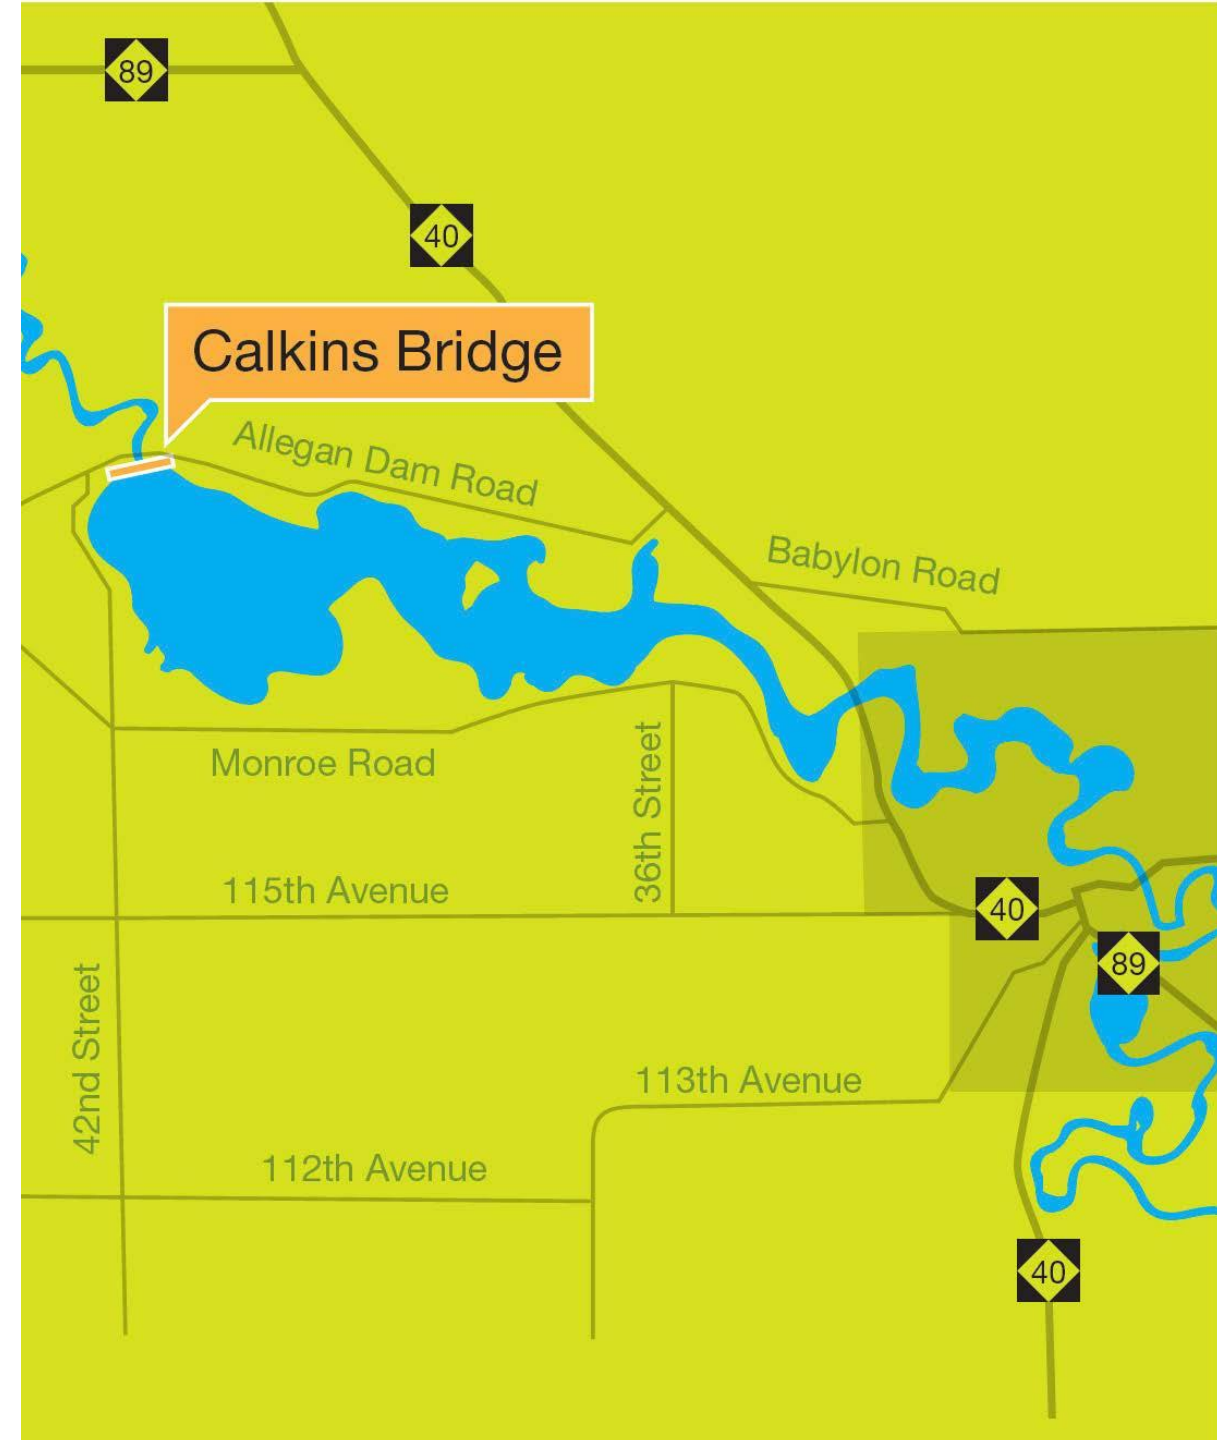 89
40
Calkins Bridge
Allegan Dam Road
Babylon Road
Monroe Road
36th Street
115th Avenue
40
89
42nd Street
113th Avenue
112th Avenue
40